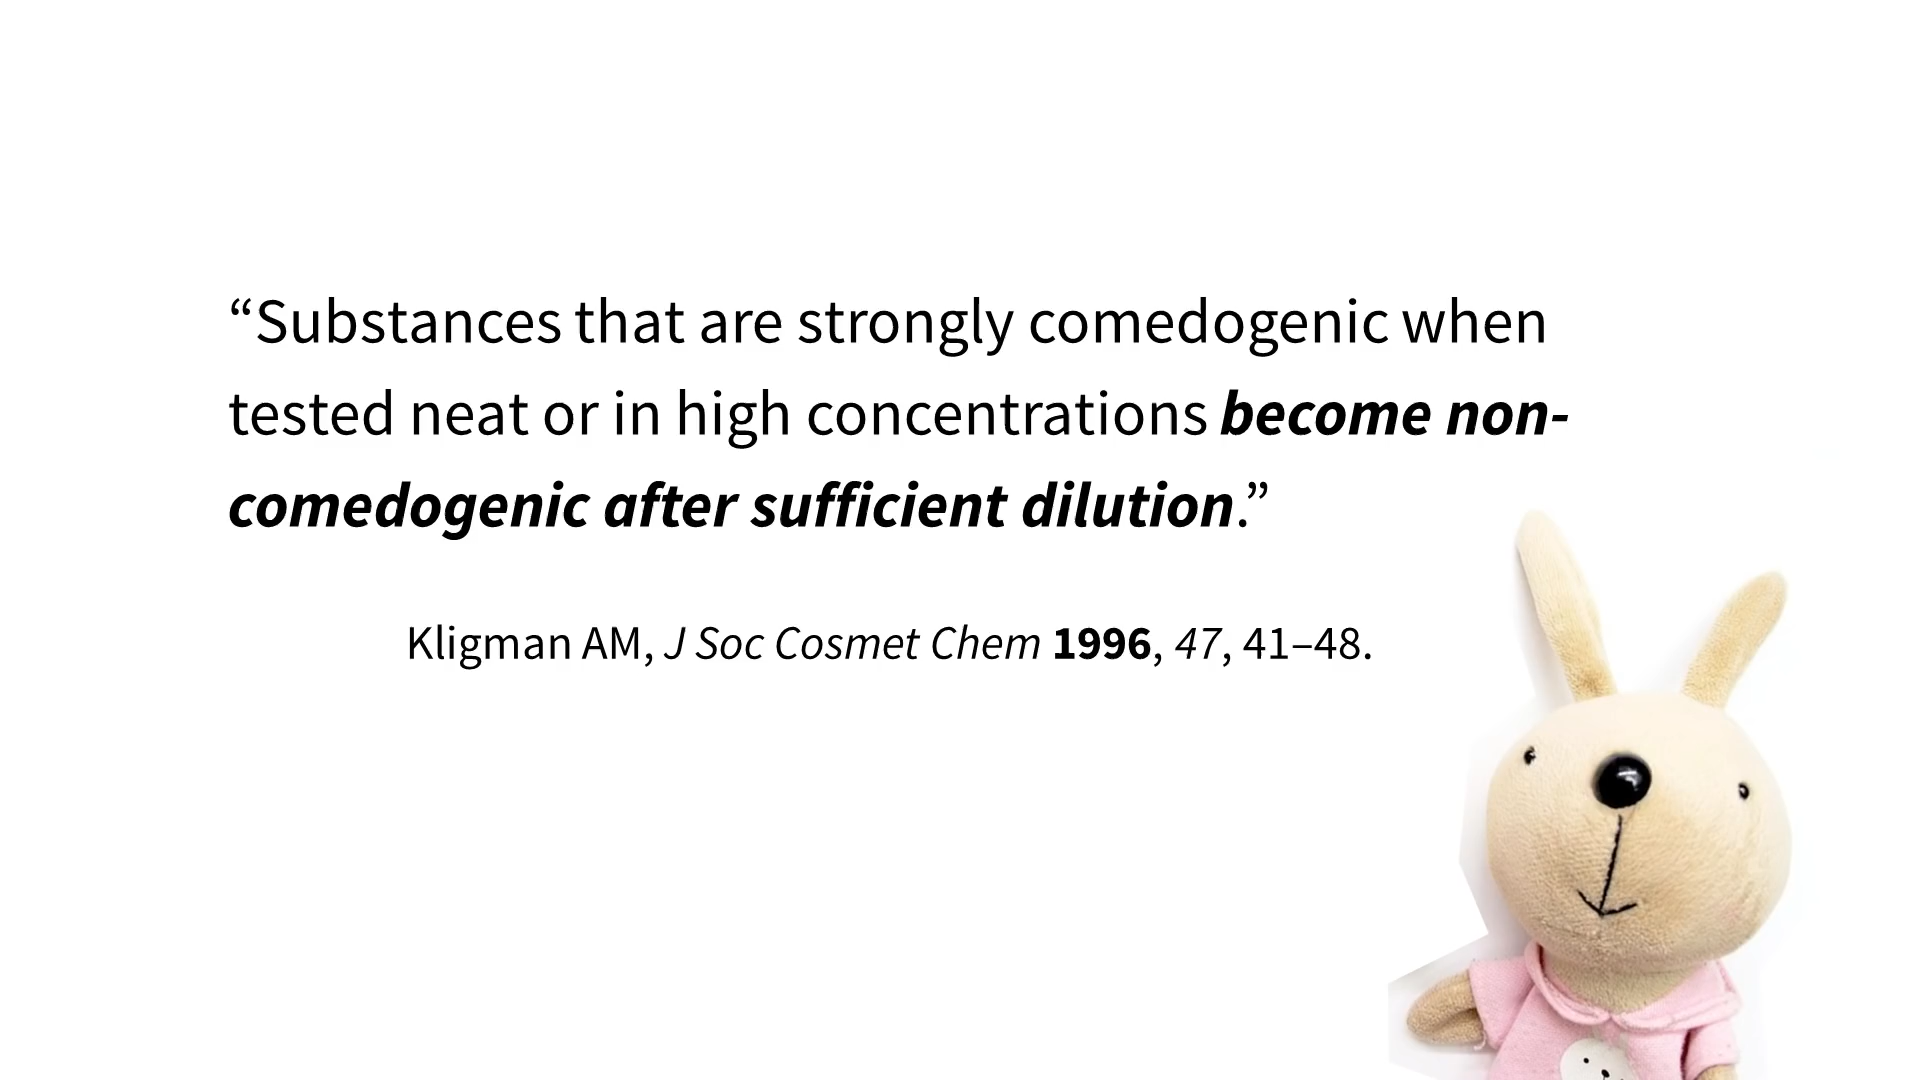 “Substances that are strongly comedogenic when
tested neat or in high concentrations become non-
comedogenic after sufficient dilution.”
Kligman AM, J Soc Cosmet Chem 1996, 47, 41–48.